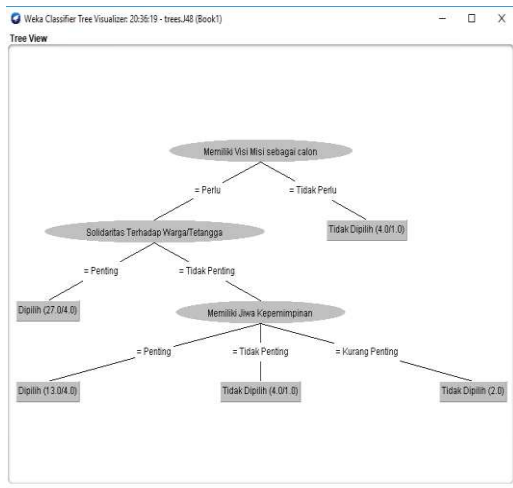 Weka Classifier Tree Visualizer: 20:36:19 - trees.J48 (Book1)
Tree View
Memiliki Visi Misi sebagai calon
= Perlu
= Tidak Perlu
Solidaritas Terhadap Warga/Tetangga
Tidak Dipilih (4.0/1.0)
= Penting
= Tidak Penting
Dipilih (27.0/4.0)
Memiliki Jiwa Kepemimpinan
= Penting
= Tidak Penting
= Kurang Penting
Dipilih (13.0/4.0)
Tidak Dipilih (4.0/1.0)
Tidak Dipilih (2.0)